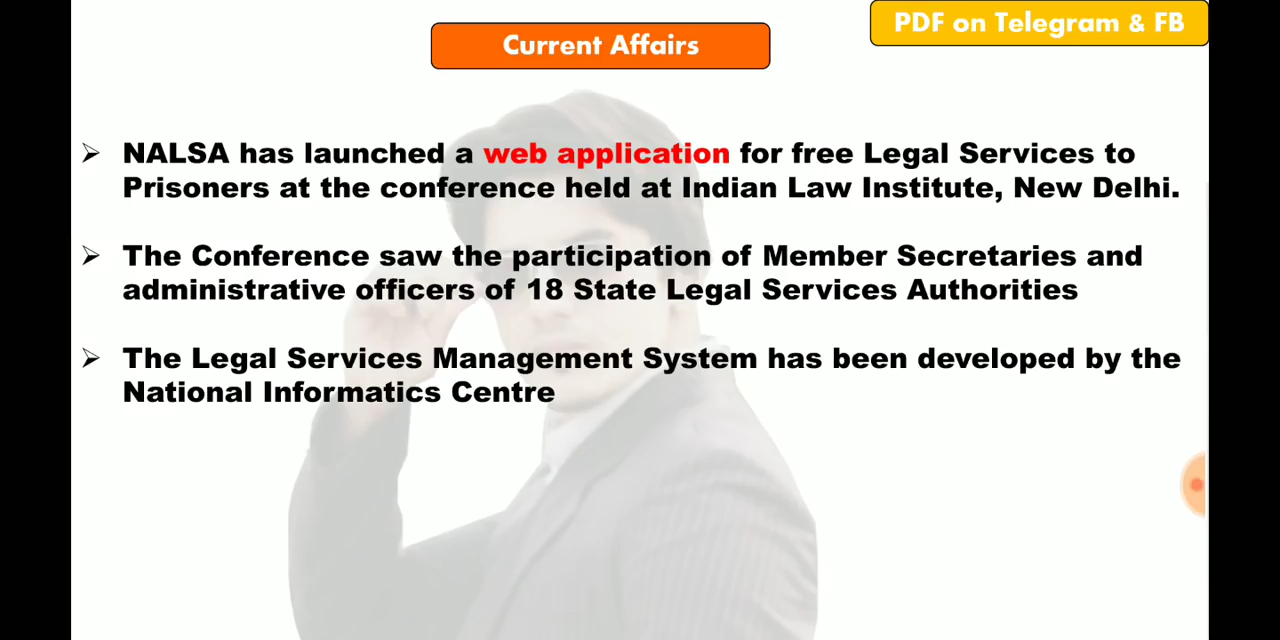 PDF on Telegram & FB
Current Affairs
➢ NALSA has launched a web application for free Legal Services to
Prisoners at the conference held at Indian Law Institute, New Delhi.
➢ The Conference saw the participation of Member Secretaries and
administrative officers of 18 State Legal Services Authorities
➢ The Legal Services Management System has been developed by the
National Informatics Centre